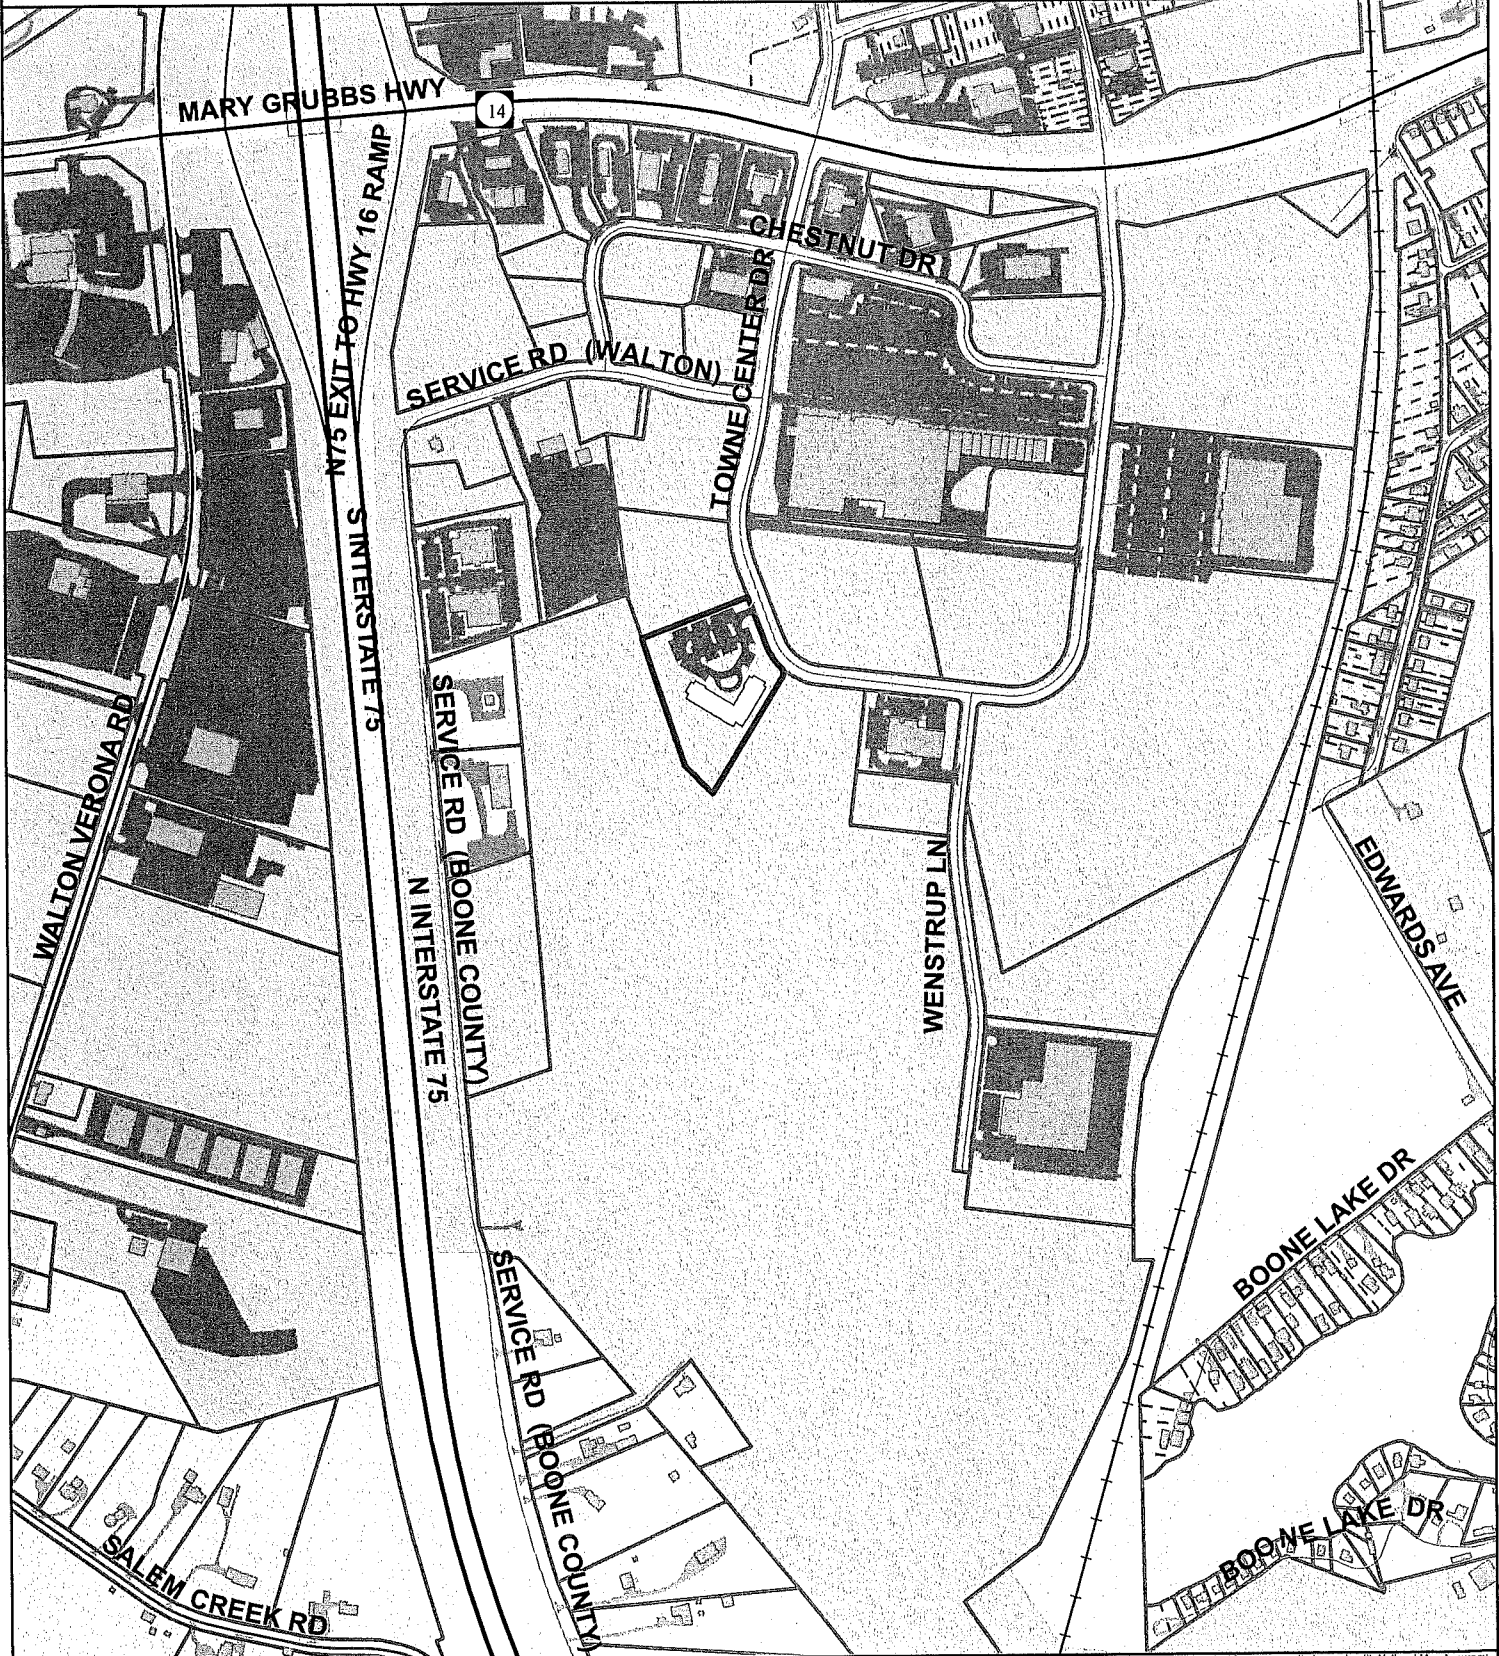 MARY GRUBBS HWY
14
N75 EXIT TO HWY 16 RAMP
CHESTNUT DR
SERVICE RD (WALTON)
TOWNE CENTER DR
S INTERSTATE 75
SERVICE RD (BOONE COUNTY)
WALTON VERONA RD
N INTERSTATE 75
WENSTRUP LN
EDWARDS AVE
BOONE LAKE DR
SERVICE RD (BOONE COUNTY)
BOONE LAKE DR
SALEM CREEK RD